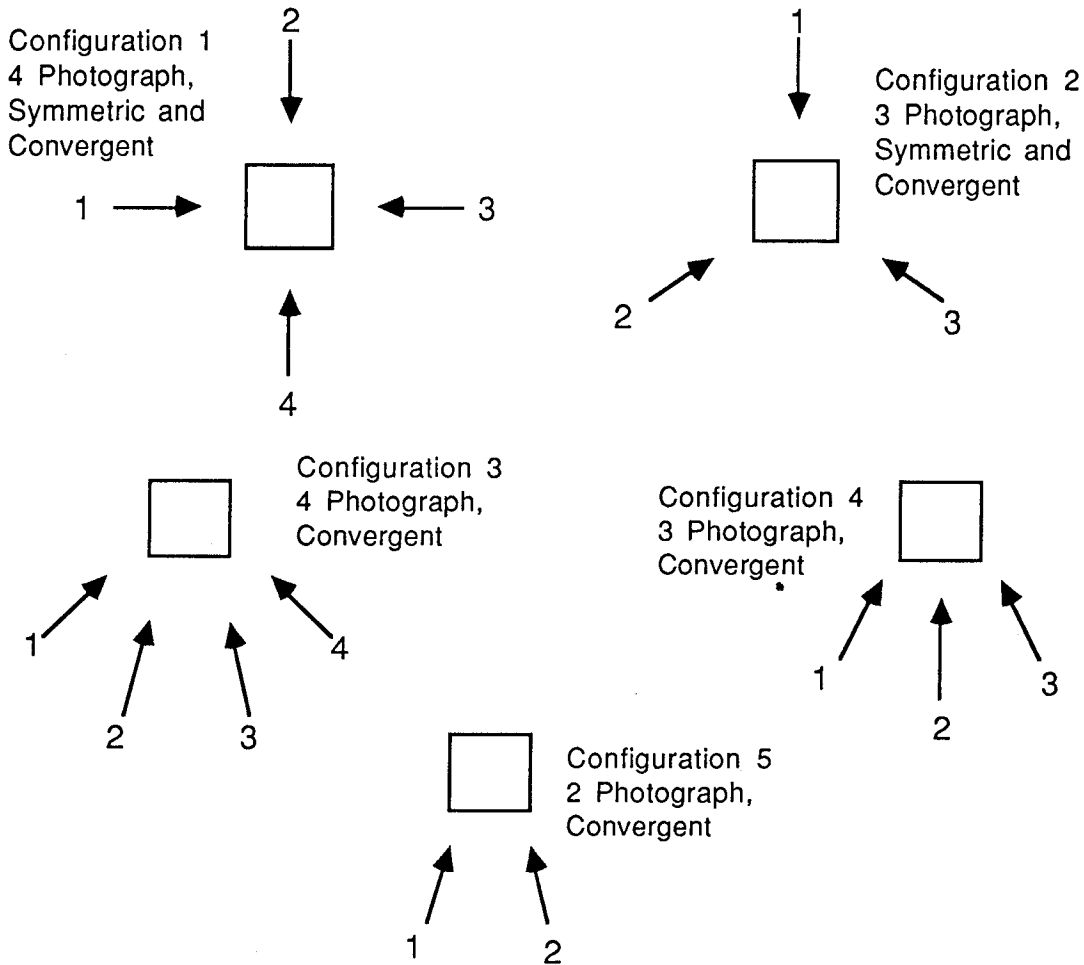 Configuration 1
4 Photograph,
Symmetric and
Convergent
2
1
3
4
1
Configuration 2
3 Photograph,
Symmetric and
Convergent
2
3
Configuration 3
4 Photograph,
Convergent
1
2
3
4
Configuration 4
3 Photograph,
Convergent
1
2
3
Configuration 5
2 Photograph,
Convergent
1
2